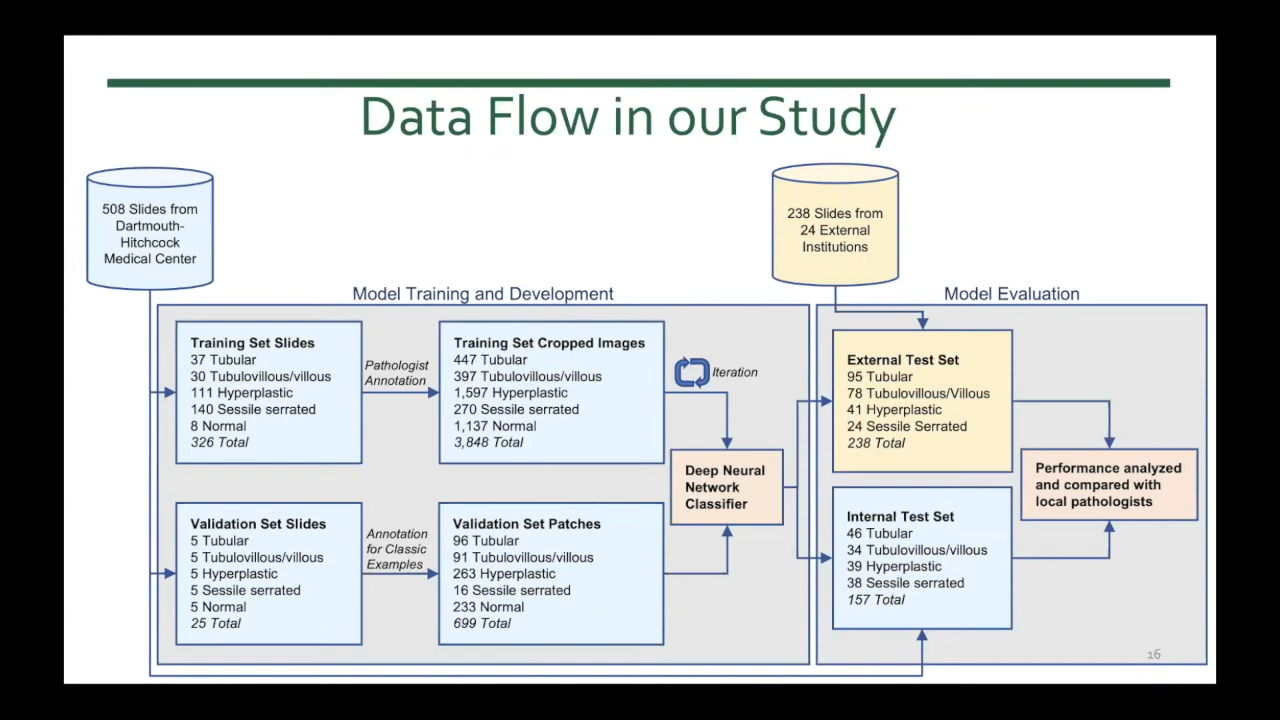 Data Flow in our Study
508 Slides from
Dartmouth-
Hitchcock
Medical Center
238 Slides from
24 External
Institutions
Model Training and Development
Training Set Slides
37 Tubular
30 Tubulovillous/villous
111 Hyperplastic
140 Sessile serrated
8 Normal
326 Total
Pathologist
Annotation
Training Set Cropped Images
447 Tubular
397 Tubulovillous/villous
1,597 Hyperplastic
270 Sessile serrated
1,137 Normal
3,848 Total
Iteration
Validation Set Slides
5 Tubular
5 Tubulovillous/villous
5 Hyperplastic
5 Sessile serrated
5 Normal
25 Total
Annotation
for Classic
Examples
Validation Set Patches
96 Tubular
91 Tubulovillous/villous
263 Hyperplastic
16 Sessile serrated
233 Normal
699 Total
Deep Neural
Network
Classifier
Model Evaluation
External Test Set
95 Tubular
78 Tubulovillous/Villous
41 Hyperplastic
24 Sessile Serrated
238 Total
Internal Test Set
46 Tubular
34 Tubulovillous/villous
39 Hyperplastic
38 Sessile serrated
157 Total
Performance analyzed
and compared with
local pathologists
16